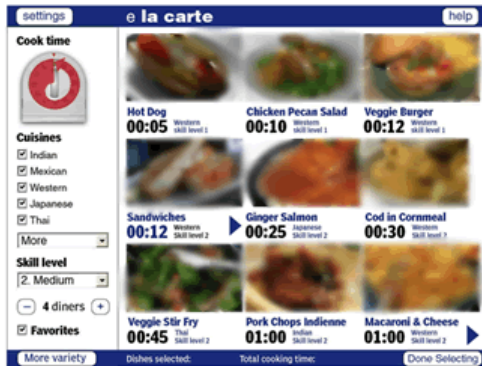 settings
e la carte
help
Cook time
Cuisines
Indian
Mexican
Western
Japanese
Thai
More
Skill level
2. Medium
4 diners
Favorites
More variety
Hot Dog
00:05 Western skill level 1
Chicken Pecan Salad
00:10 Western skill level 1
Veggie Burger
00:12 Western skill level 1
Sandwiches
00:12 Western Skill level 2
Ginger Salmon
00:25 Japanese Skill level 2
Cod in Cornmeal
00:30 Western Skill level 2
Veggie Stir Fry
00:45 Thai Skill level 2
Pork Chops Indienne
01:00 Indian Skill level 2
Macaroni & Cheese
01:00 Western Skill level 2
Dishes selected:
Total cooking time:
Done Selecting